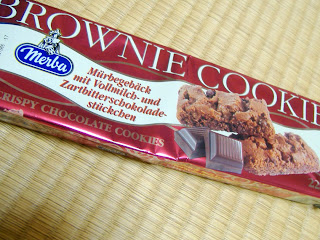 BROWNIE COOKIE
Merba
Mürbegebäck
mit Vollmilch- und
Zartbitterschokolade-
stückchen
CRISPY CHOCOLATE COOKIES